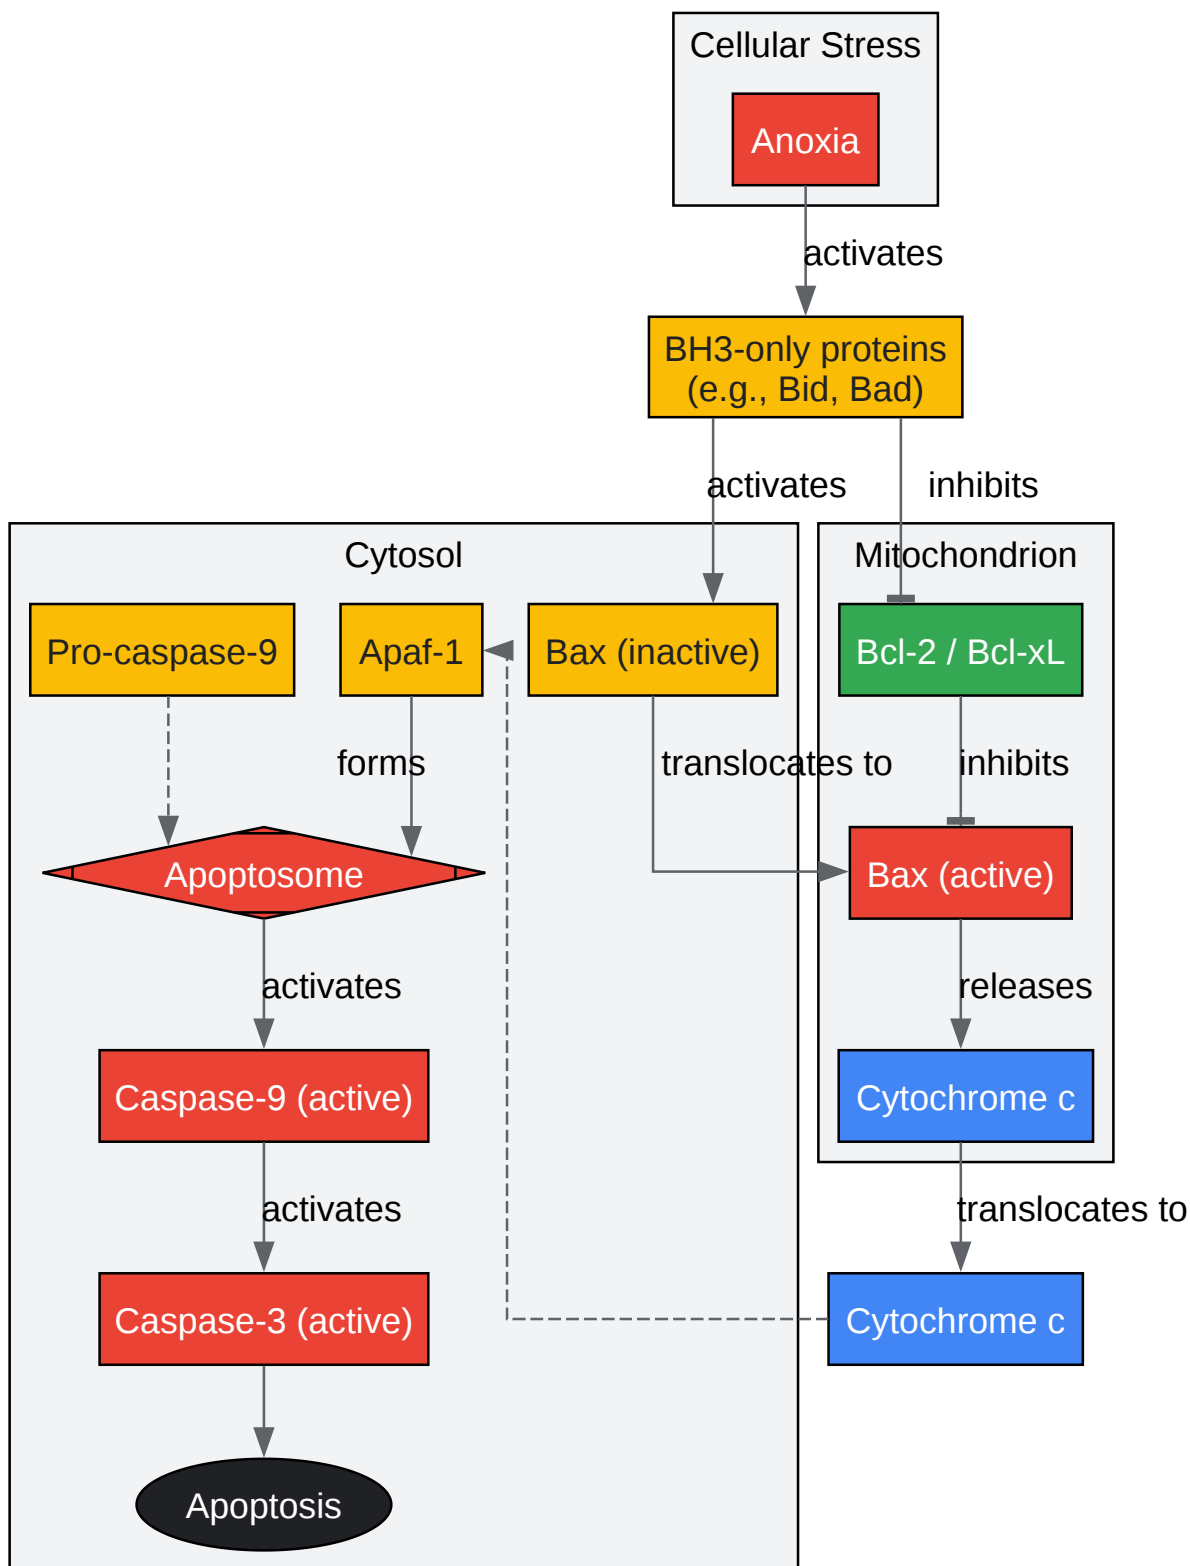 Cellular Stress
Anoxia
activates
BH3-only proteins
(e.g., Bid, Bad)
activates
inhibits
Cytosol
Mitochondrion
Pro-caspase-9
Apaf-1
Bax (inactive)
Bcl-2 / Bcl-xL
forms
translocates to
inhibits
Apoptosome
Bax (active)
activates
releases
Caspase-9 (active)
Cytochrome c
activates
translocates to
Caspase-3 (active)
Cytochrome c
Apoptosis